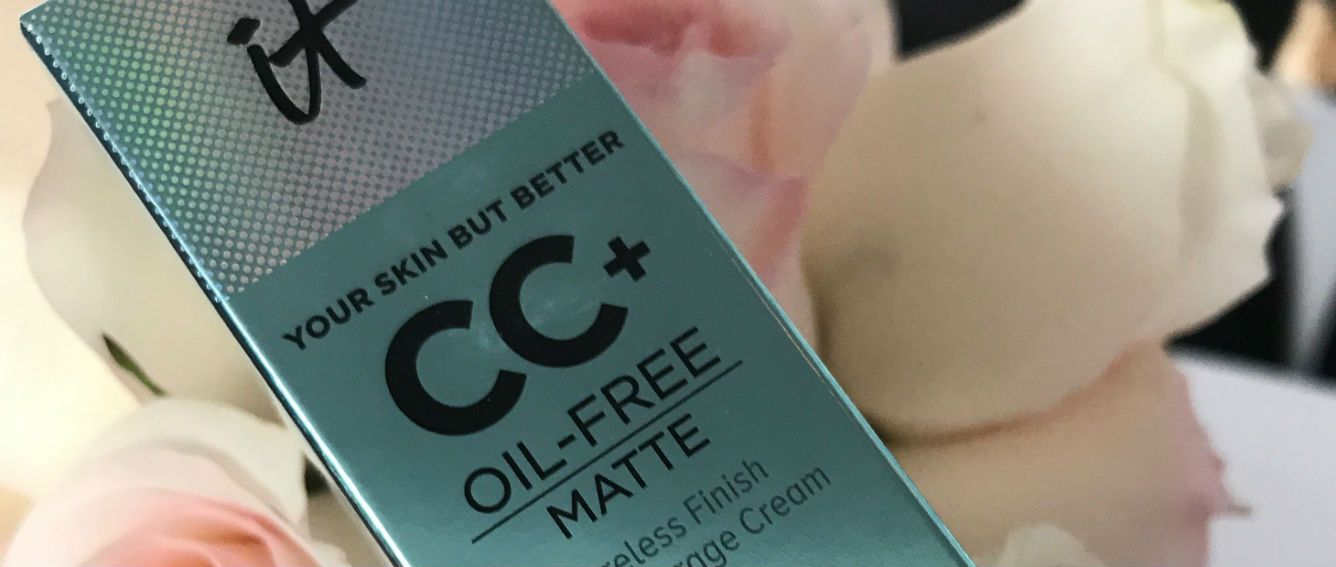 it
YOUR SKIN BUT BETTER
CC+
OIL-FREE
MATTE
Finish
Cream